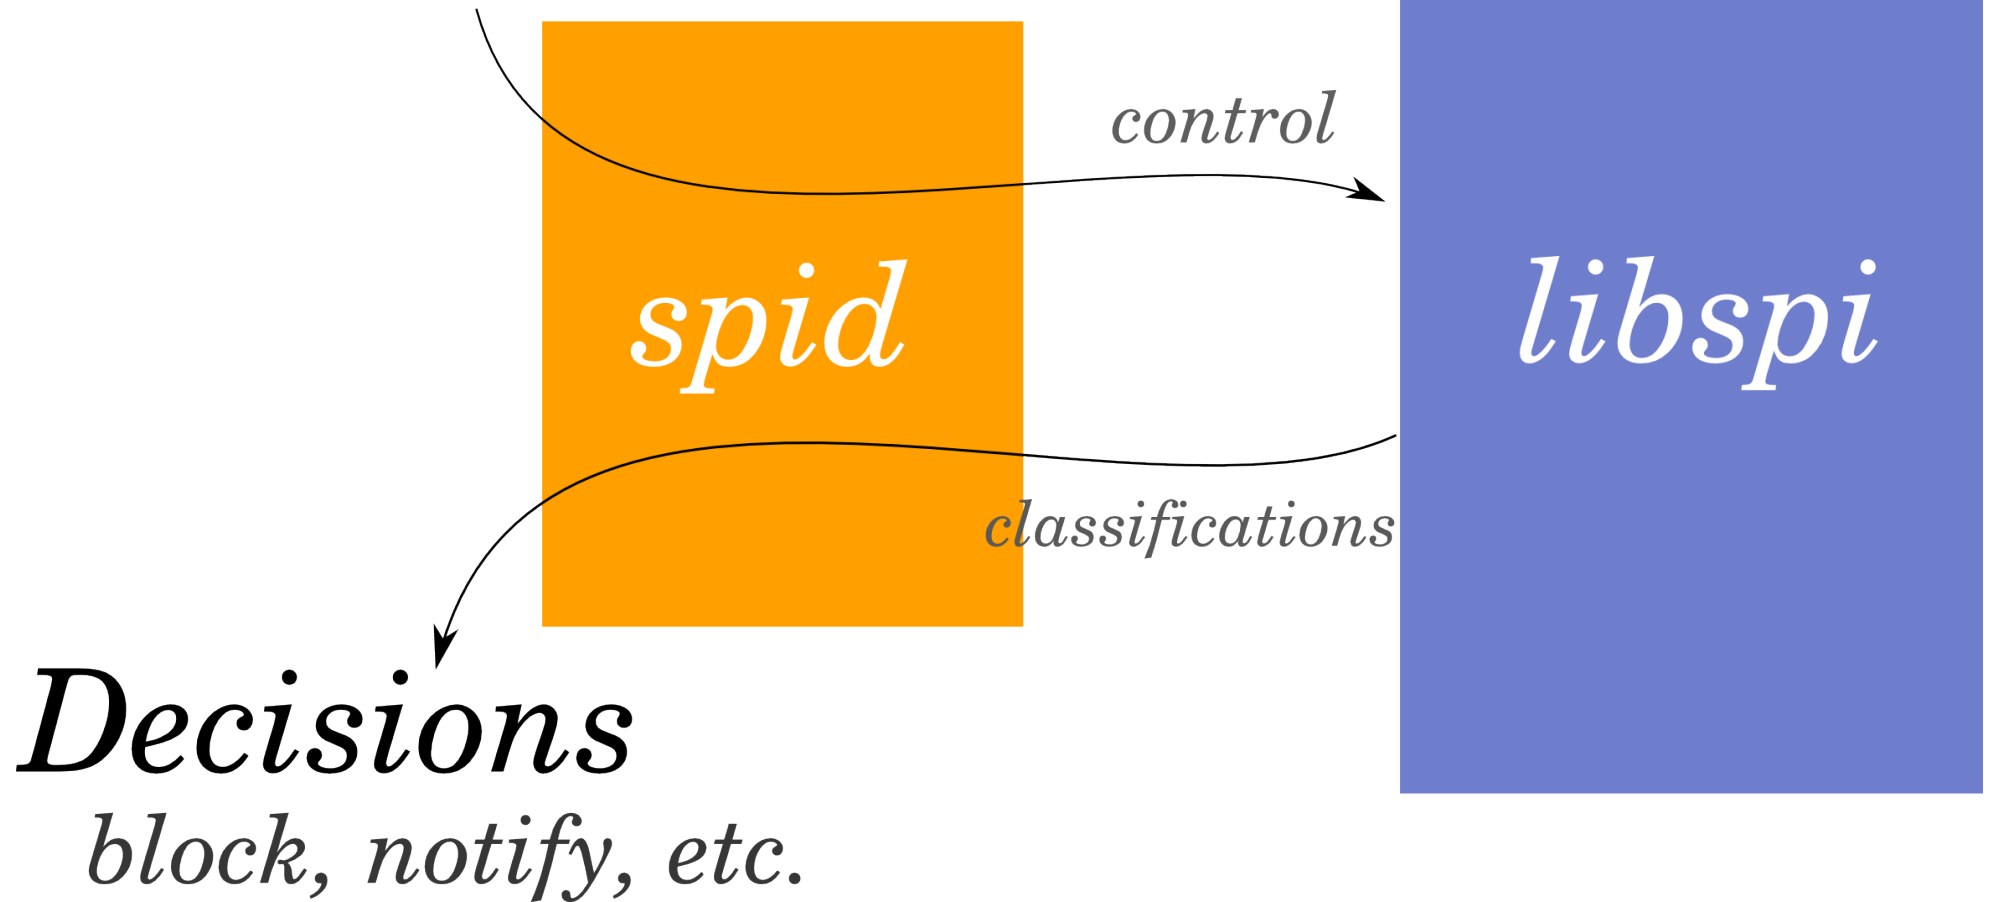 control
spid
libspi
classifications
Decisions
block, notify, etc.